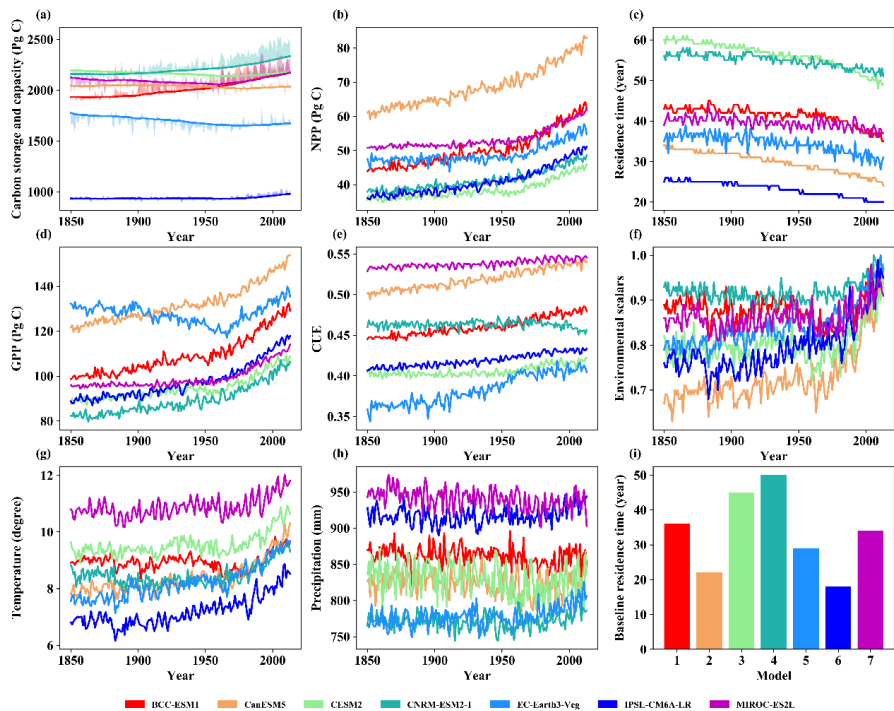 (a) (b) (c)
Carbon storage and capacity (Pg C)
2500
2000
1500
1000
1850 1900 1950 2000
Year
NPP (Pg C)
80
70
60
50
40
1850 1900 1950 2000
Year
Residence time (year)
60
50
40
30
20
1850 1900 1950 2000
Year
(d) (e) (f)
GPP (Pg C)
140
120
100
80
1850 1900 1950 2000
Year
CUE
0.55
0.50
0.45
0.40
0.35
1850 1900 1950 2000
Year
Environmental scalars
1.0
0.9
0.8
0.7
1850 1900 1950 2000
Year
(g) (h) (i)
Temperature (degree)
12
10
8
6
1850 1900 1950 2000
Year
Precipitation (mm)
950
900
850
800
750
1850 1900 1950 2000
Year
Baseline residence time (year)
50
40
30
20
10
0
1 2 3 4 5 6 7
Model
BCC-ESM1 CanESM5 CESM2 CNRM-ESM2-1 EC-Earth3-Veg IPSL-CM6A-LR MIROC-ES2L